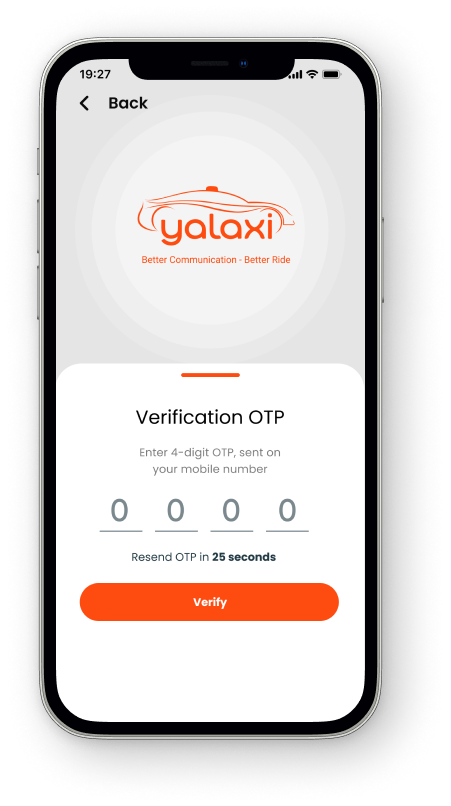 19:27
Back
yalaxi
Better Communication - Better Ride
Verification OTP
Enter 4-digit OTP, sent on
your mobile number
0 0 0 0
Resend OTP in 25 seconds
Verify